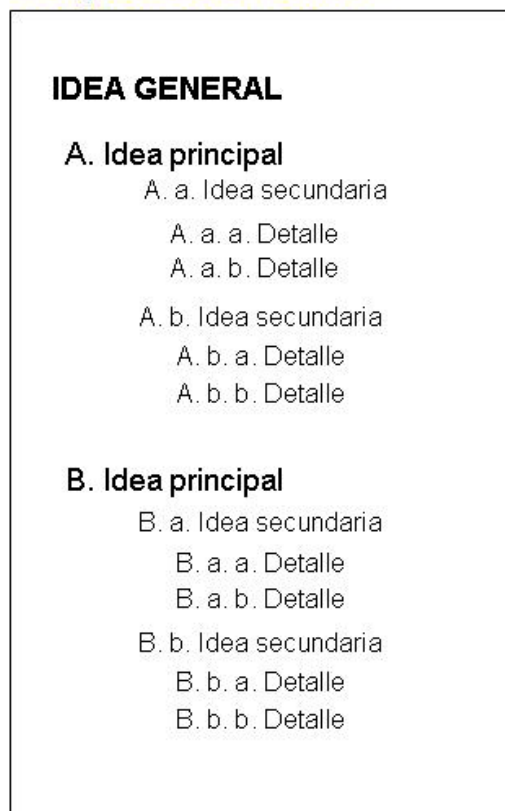 IDEA GENERAL
A. Idea principal
A. a. Idea secundaria
A. a. a. Detalle
A. a. b. Detalle
A. b. Idea secundaria
A. b. a. Detalle
A. b. b. Detalle
B. Idea principal
B. a. Idea secundaria
B. a. a. Detalle
B. a. b. Detalle
B. b. Idea secundaria
B. b. a. Detalle
B. b. b. Detalle